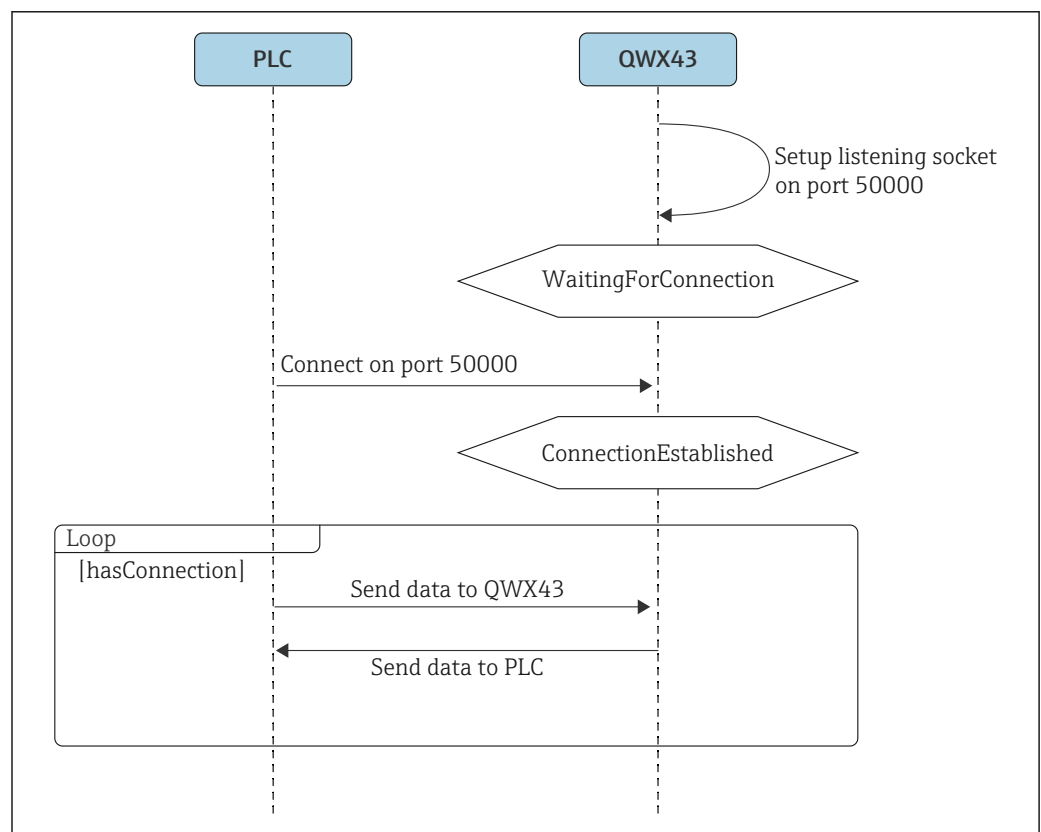 PLC
QWX43
Setup listening socket
on port 50000
WaitingForConnection
Connect on port 50000
ConnectionEstablished
Loop
[hasConnection]
Send data to QWX43
Send data to PLC